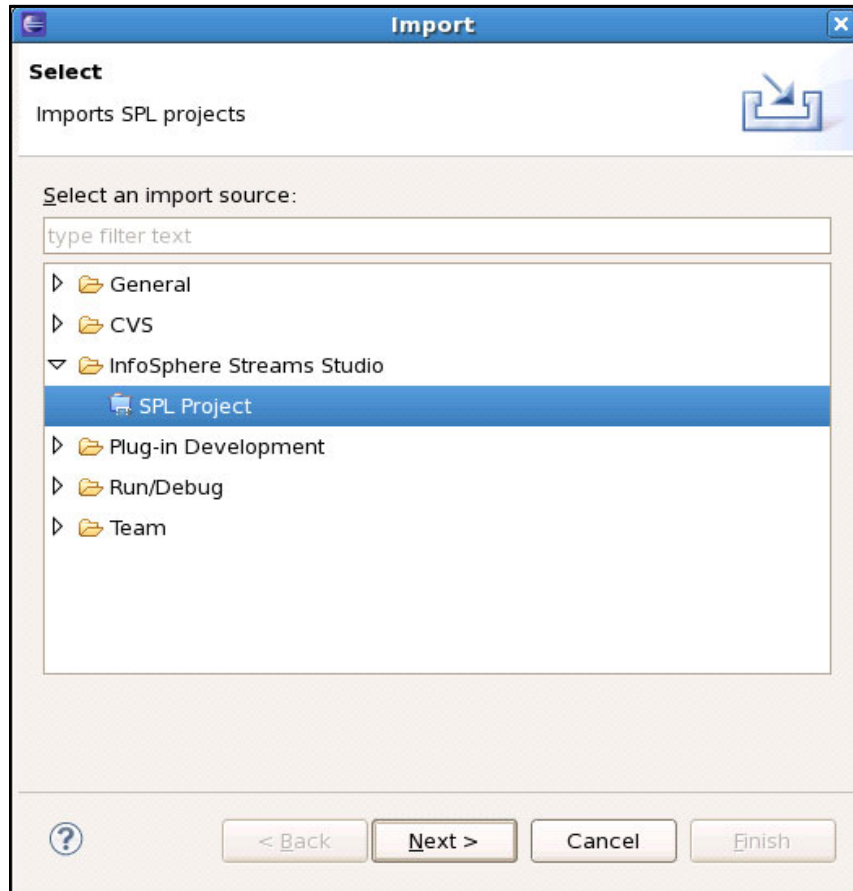 Import
Select
Imports SPL projects
Select an import source:
type filter text
General
CVS
InfoSphere Streams Studio
SPL Project
Plug-in Development
Run/Debug
Team
?
< Back Next > Cancel Finish